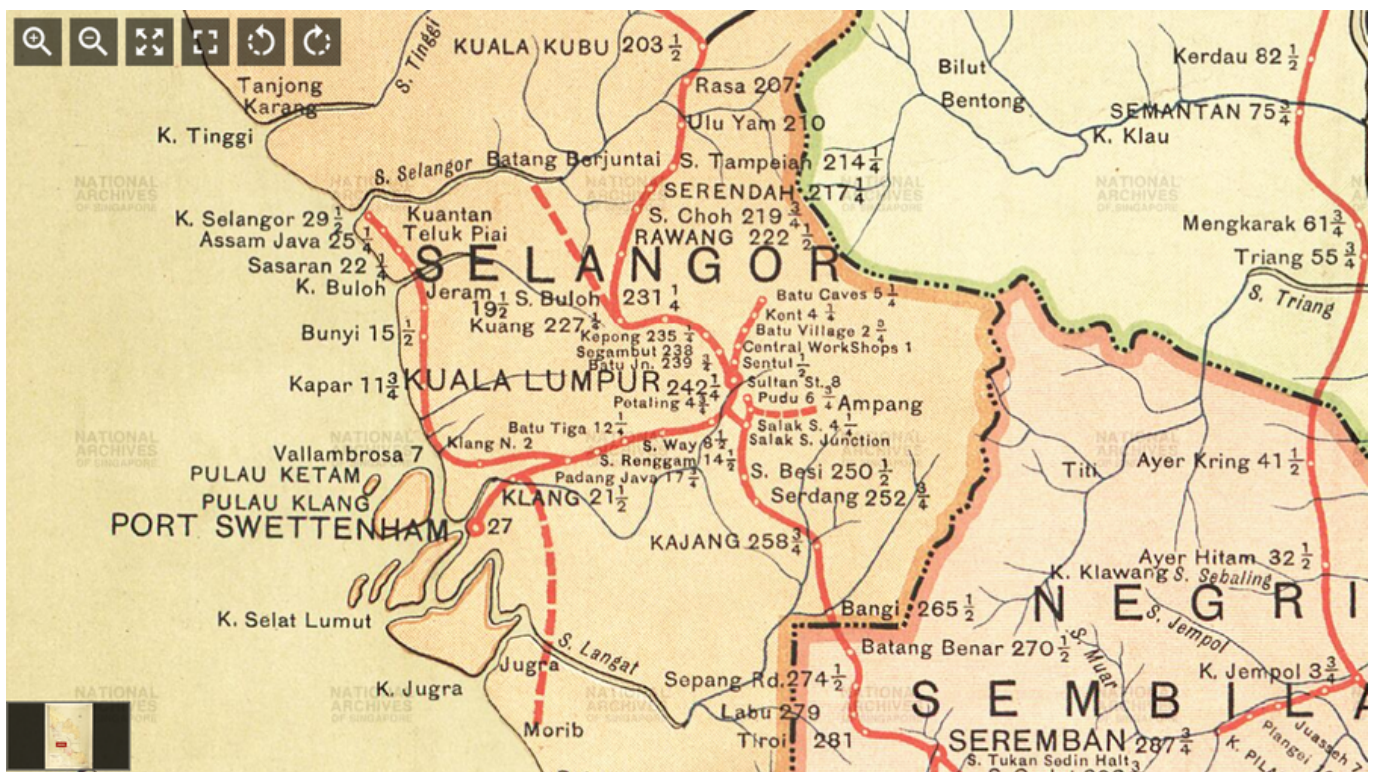 KUALA KUBU 203 1/2
Kerdau 82 1/2
S. Tinggi
Bilut
Tanjong
Karang
Rasa 207
Bentong
SEMANTAN 75 3/4
K. Tinggi
Ulu Yam 210
K. Klau
S. Selangor
Batang Berjuntai
S. Tampeian 214 1/4
NATIONAL
ARCHIVES
OF SINGAPORE
SERENDAH 217 1/4
K. Selangor 29 1/2
Kuantan
Teluk Piai
S. Choh 219 3/4
Mengkarak 61 3/4
Assam Java 25 1/4
RAWANG 222 1/2
Triang 55 3/4
Sasaran 22 1/4
SELANGOR
K. Buloh
Jeram
19 1/2
S. Buloh 231 1/4
Batu Caves 5 1/4
S. Triang
Kent 4 1/4
Bunyi 15 1/2
Kuang 227 1/4
Kepong 235 1/4
Batu Village 2 3/4
Segambut 238
Central WorkShops 1
Batu Jn. 239 3/4
Sentul 1/2
Kapar 11 3/4
KUALA LUMPUR 242 1/4
Sultan St. 8
Petaling 4 3/4
Pudu 6 3/4
Ampang
Batu Tiga 12 1/4
Salak S. 4 1/4
Klang N. 2
S. Way 8 1/2
Salak S. Junction
Vallambrosa 7
S. Renggam 14 1/2
Titi
Ayer Kring 41 1/2
PULAU KETAM
Padang Java 17 3/4
S. Besi 250 1/2
PULAU KLANG
KLANG 21 1/2
Serdang 252 3/4
PORT SWETTENHAM
27
KAJANG 258 3/4
Ayer Hitam 32 1/2
K. Klawang
S. Sebaling
NEGRI
Bangi 265 1/2
K. Selat Lumut
S. Jempol
S. Langat
Batang Benar 270 1/2
S. Muar
Jugra
K. Jempol 3 3/4
K. Jugra
Sepang Rd. 274 1/2
SEMBILA
Labu 279
Morib
Tiroi 281
SEREMBAN 287 3/4
Juasseh 7
Piangei
K. PILA
S. Tukan Sedin Halt